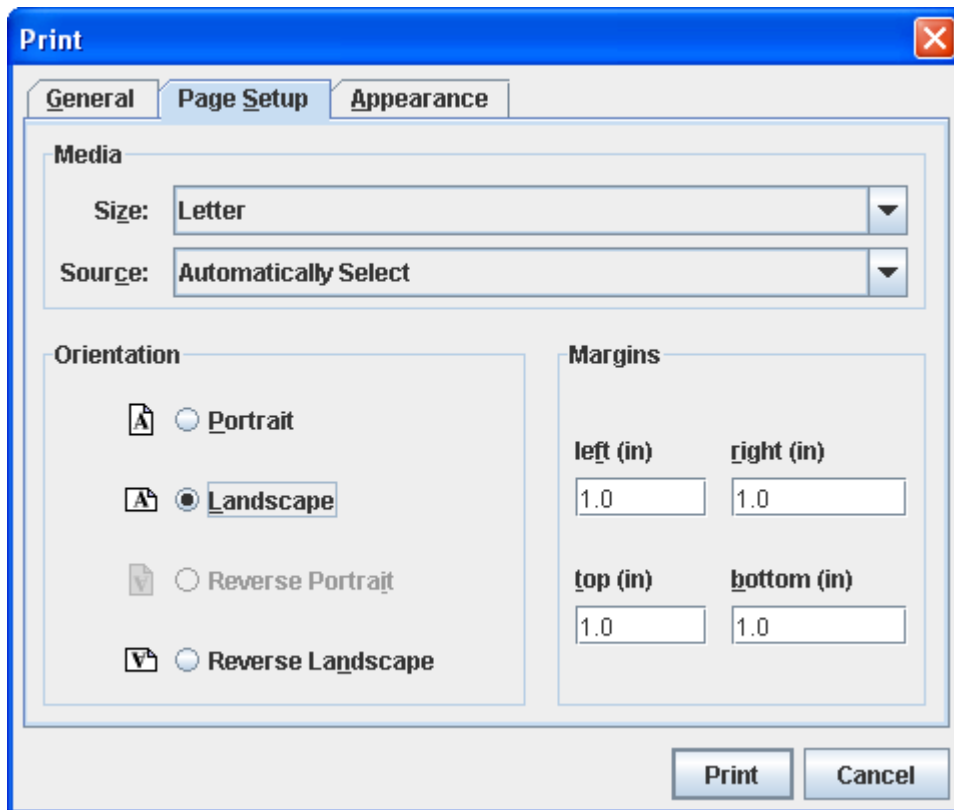 Print
General Page Setup Appearance
Media
Size: Letter
Source: Automatically Select
Orientation
A Portrait
A Landscape
A Reverse Portrait
A Reverse Landscape
Margins
left (in) right (in)
1.0 1.0
top (in) bottom (in)
1.0 1.0
Print Cancel